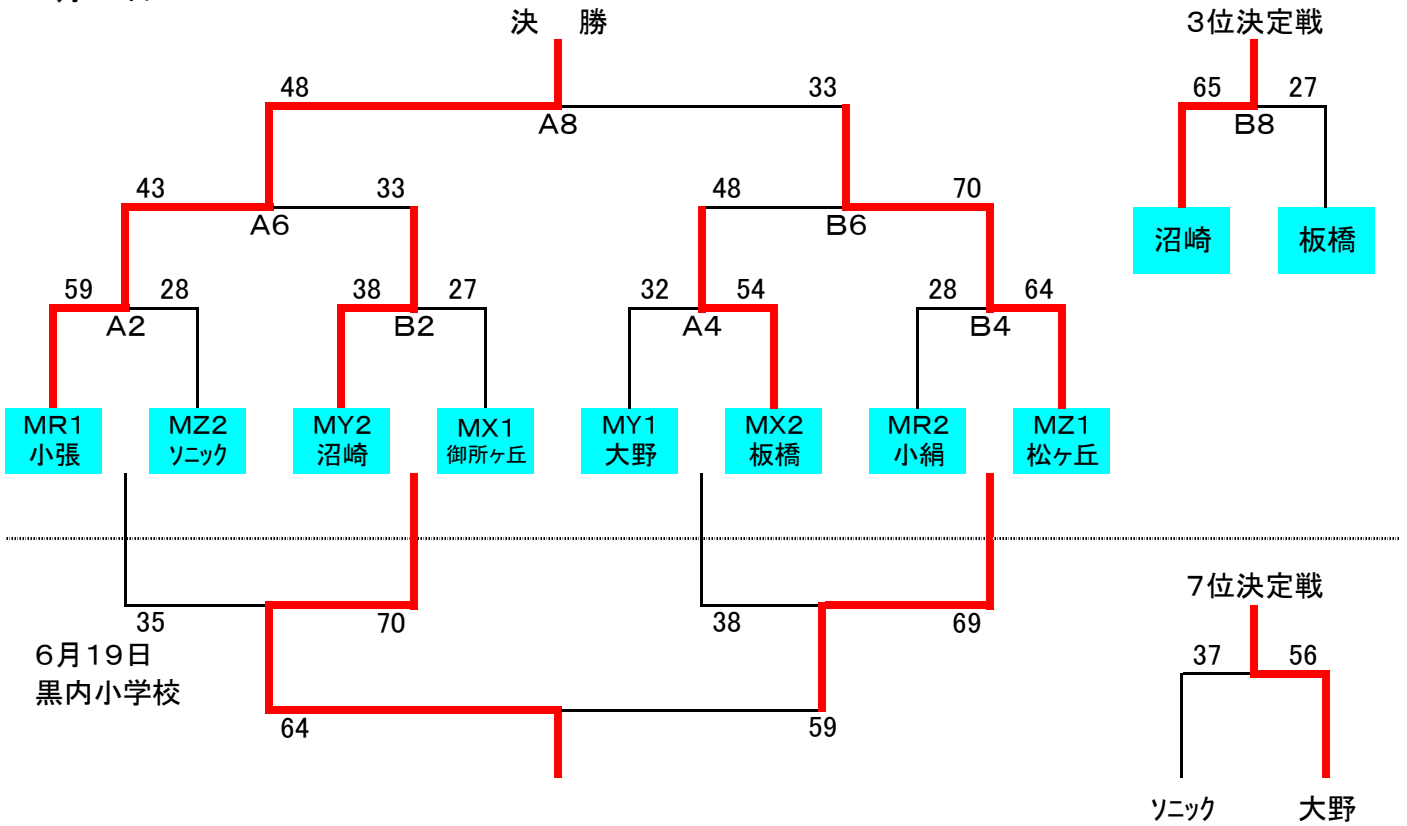 決 勝
3位決定戦
48
33
65
27
A8
B8
43
33
48
70
A6
B6
沼崎
板橋
59
28
38
27
32
54
28
64
A2
B2
A4
B4
MR1
小張
MZ2
ソニック
MY2
沼崎
MX1
御所ヶ丘
MY1
大野
MX2
板橋
MR2
小絹
MZ1
松ヶ丘
7位決定戦
35
70
38
69
6月19日
黒内小学校
37
56
64
59
ソニック
大野